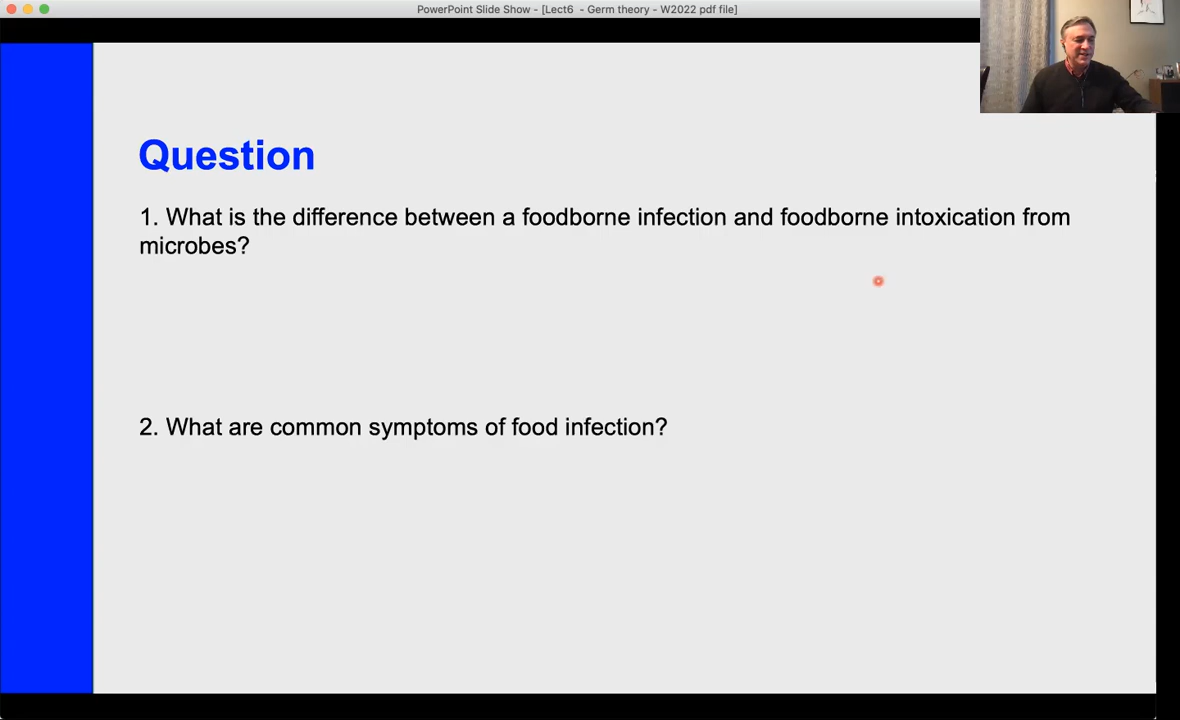 PowerPoint Slide Show - [Lect6 - Germ theory - W2022 pdf file]
Question
1. What is the difference between a foodborne infection and foodborne intoxication from
microbes?
2. What are common symptoms of food infection?